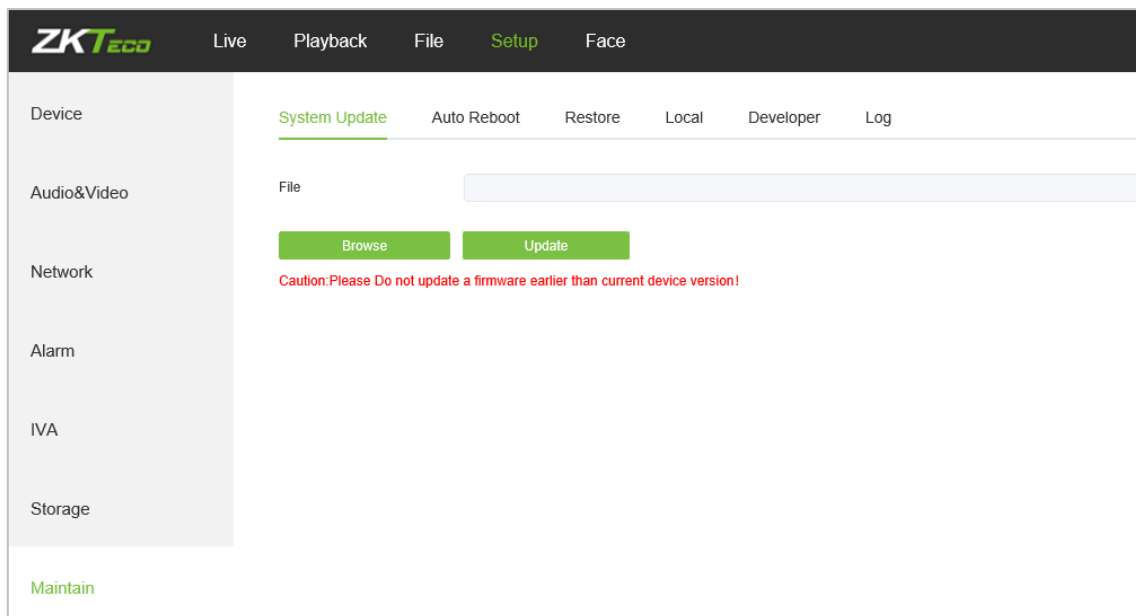 ZKTeco Live Playback File Setup Face
Device
Audio&Video
Network
Alarm
IVA
Storage
Maintain
System Update Auto Reboot Restore Local Developer Log
File
Browse Update
Caution:Please Do not update a firmware earlier than current device version!